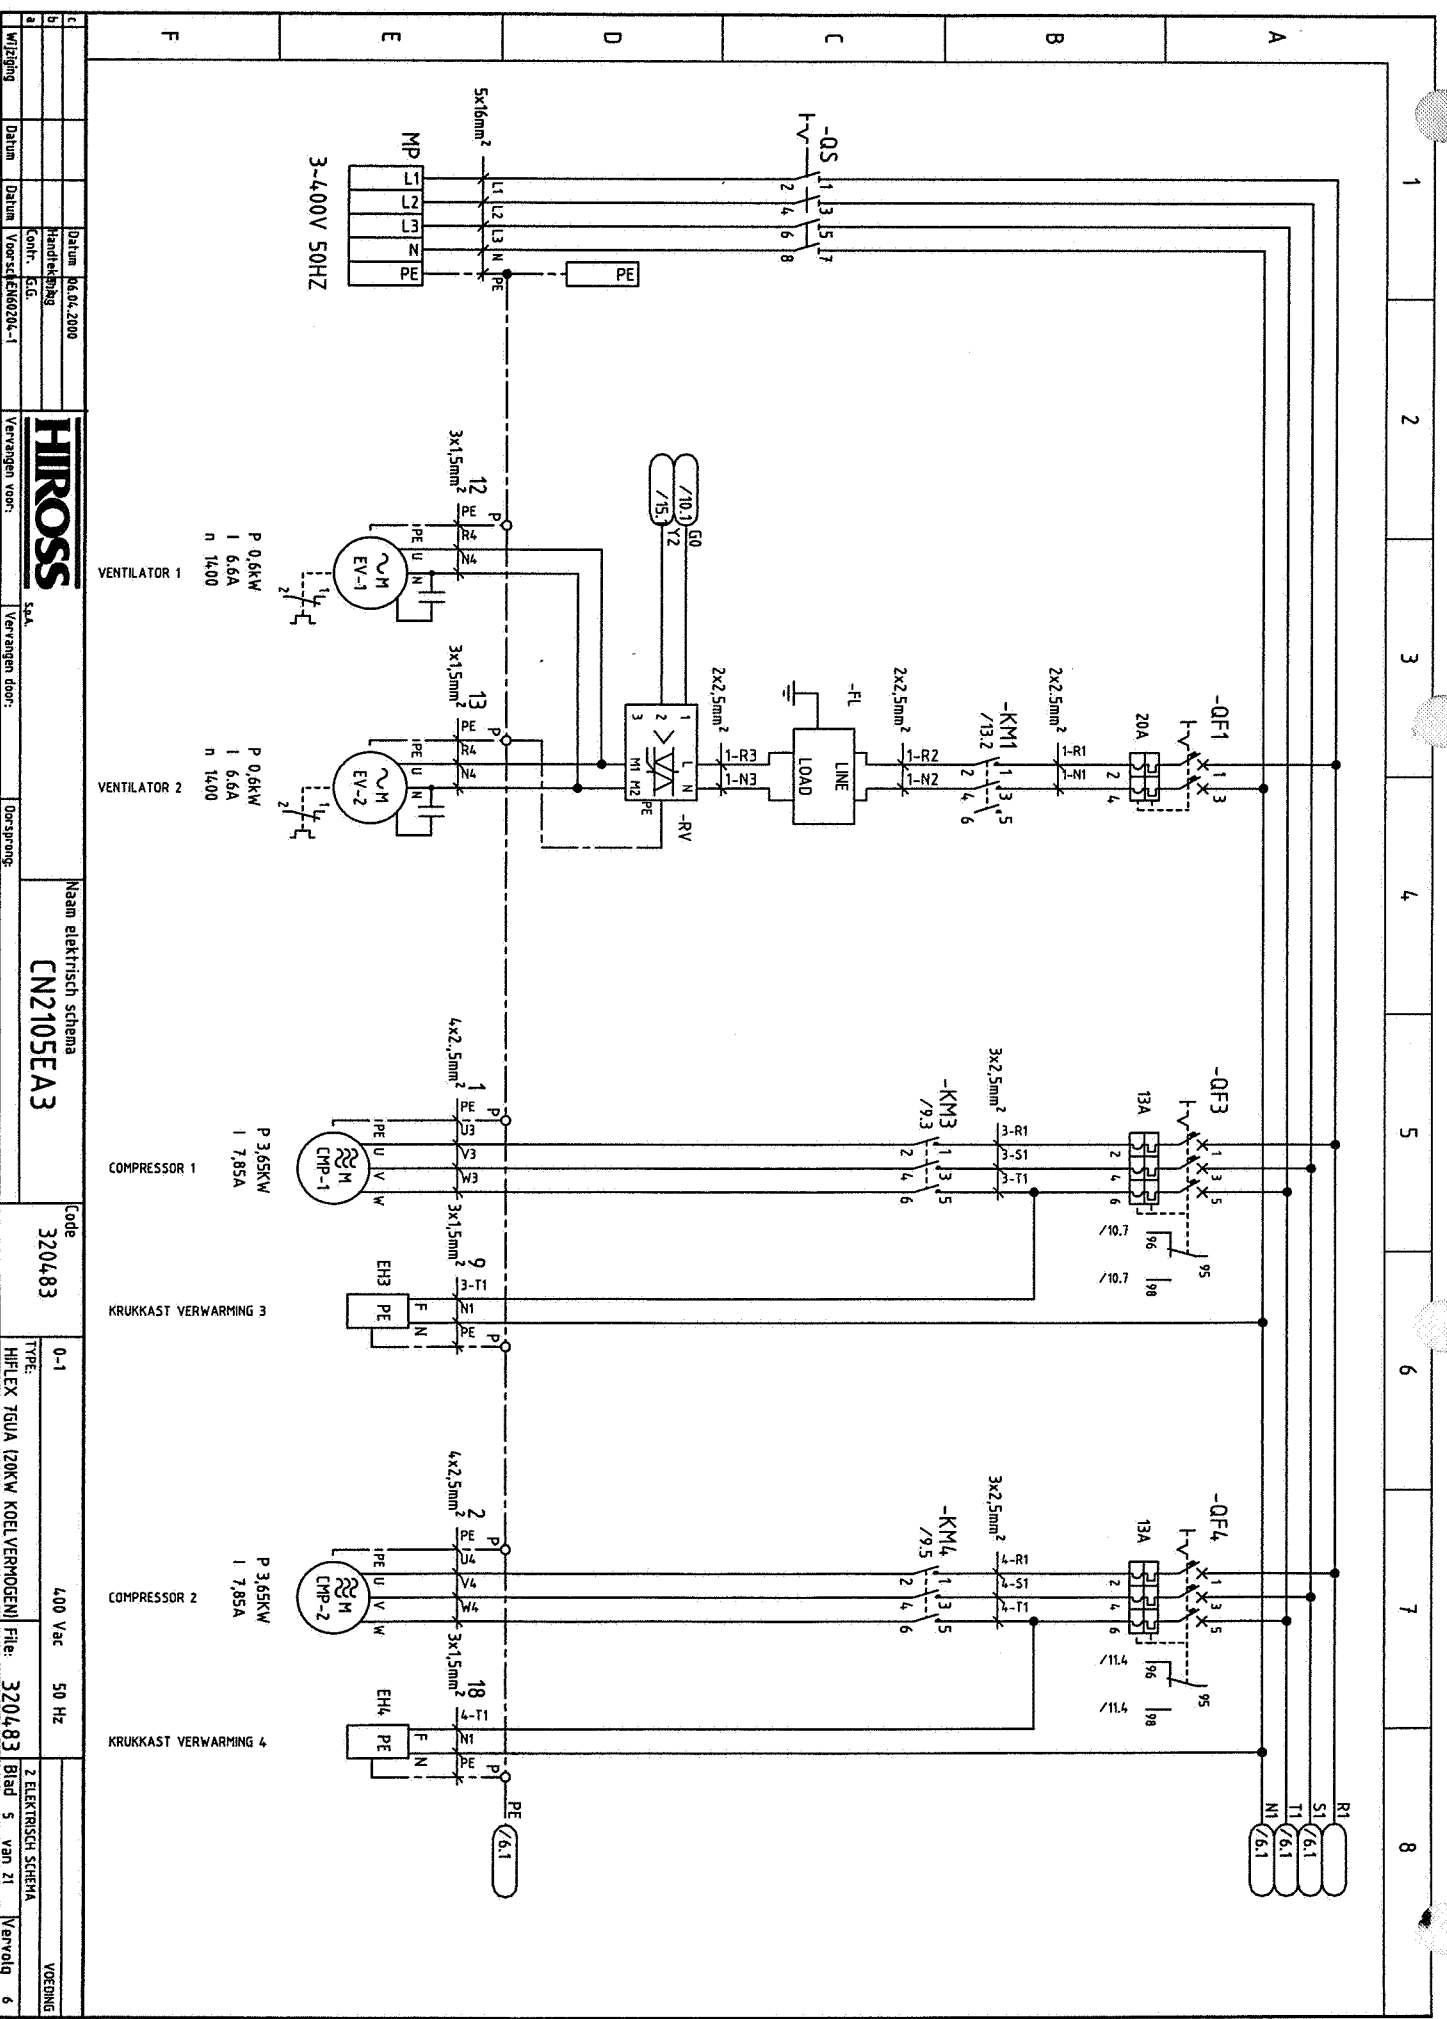 1
2
3
4
5
6
7
8
A
B
C
D
E
F
R1
S1
T1
N1
/6.1
/6.1
/6.1
-QS
1 3 5 7
2 4 6 8
5x16mm²
L1 L2 L3 N PE
MP
L1 L2 L3 N PE
PE
3~400V 50HZ
-QF1
1 3
20A
2 4
2x2.5mm²
1-R1
1-N1
-KM1
/13.2
1 3 5
2 4 6
2x2,5mm²
1-R2
1-N2
-FL
LINE
LOAD
2x2,5mm²
1-R3
1-N3
G0
/10.1
Y2
1 L N
2
3 M1 M2 PE
-RV
12
3x1,5mm²
PE R4 N4
P
PE U N
M
EV-1
1
2
P 0,6kW
I 6.6A
n 1400
VENTILATOR 1
13
3x1,5mm²
PE R4 N4
P
PE U N
M
EV-2
1
2
P 0,6kW
I 6.6A
n 1400
VENTILATOR 2
-QF3
1 3 5
13A
2 4 6
95
96 98
/10.7 /10.7
3x2,5mm²
3-R1
3-S1
3-T1
-KM3
/9.3
1 3 5
2 4 6
1
4x2.,5mm²
PE U3 V3 W3
P
PE U V W
M
CMP-1
P 3,65KW
I 7,85A
COMPRESSOR 1
9
3x1,5mm²
3-T1 N1 PE
P
F N
EH3
PE
KRUKKAST VERWARMING 3
-QF4
1 3 5
13A
2 4 6
95
96 98
/11.4 /11.4
3x2,5mm²
4-R1
4-S1
4-T1
-KM4
/9.5
1 3 5
2 4 6
2
4x2,5mm²
PE U4 V4 W4
P
PE U V W
M
CMP-2
P 3,65KW
I 7,85A
COMPRESSOR 2
18
3x1,5mm²
4-T1 N1 PE
P
F N
EH4
PE
KRUKKAST VERWARMING 4
PE
/6.1
c
b
a
Wijziging Datum
Datum 06.04.2000
Contr. G.G.
Datum
HIROSS
S.p.A.
Vervangen voor:
Vervangen door:
Oorsprong:
Naam elektrisch schema
CN2105EA3
Code
320483
0-1 400 Vac 50 Hz
TYPE:
HIFLEX 7GUA (20KW KOELVERMOGEN)
File: 320483
VOEDING
2 ELEKTRISCH SCHEMA
Blad 5 van 21
Vervolg 6